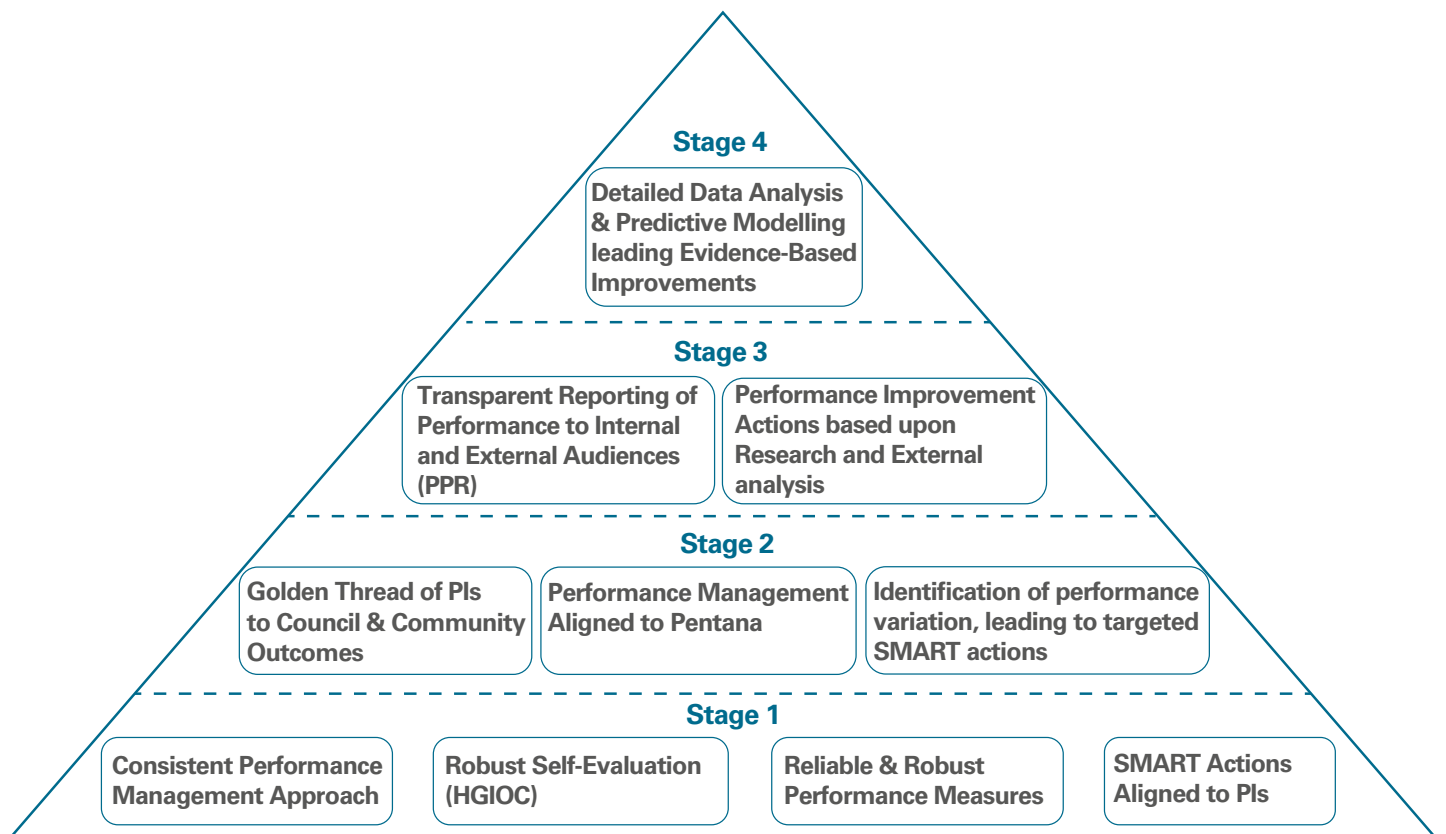 Stage 4
Detailed Data Analysis
& Predictive Modelling
leading Evidence-Based
Improvements
Stage 3
Transparent Reporting of
Performance to Internal
and External Audiences
(PPR)
Performance Improvement
Actions based upon
Research and External
analysis
Stage 2
Golden Thread of PIs
to Council & Community
Outcomes
Performance Management
Aligned to Pentana
Identification of performance
variation, leading to targeted
SMART actions
Stage 1
Consistent Performance
Management Approach
Robust Self-Evaluation
(HGIOC)
Reliable & Robust
Performance Measures
SMART Actions
Aligned to PIs